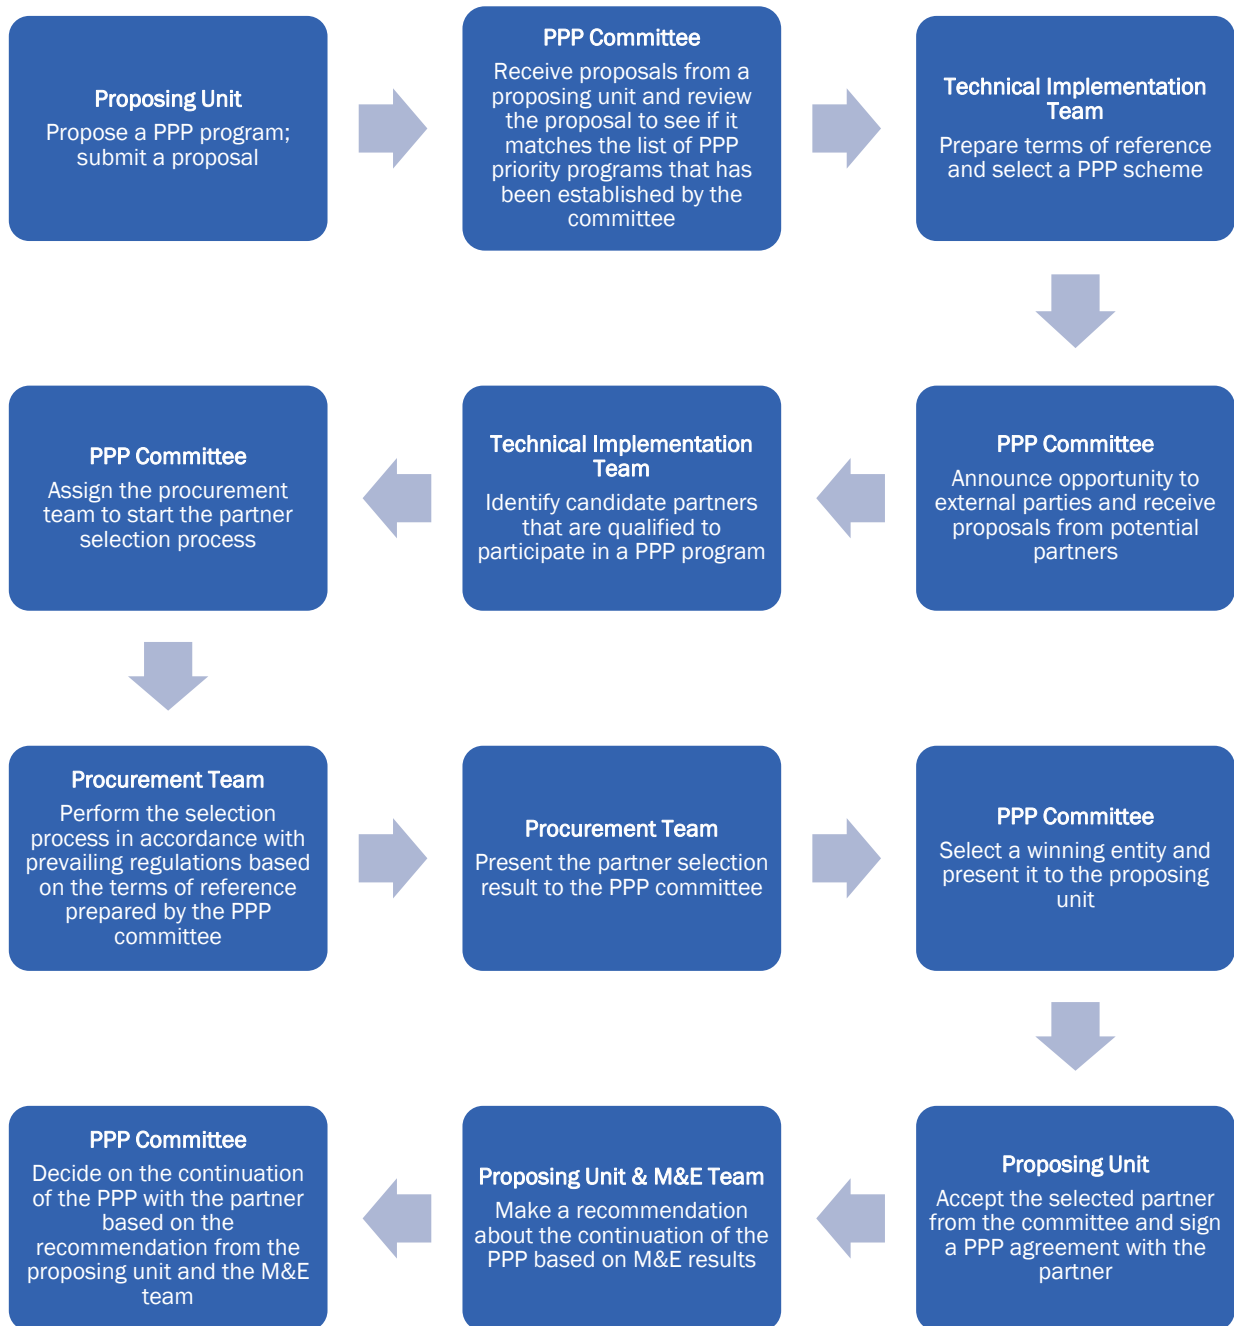 Proposing Unit
Propose a PPP program;
submit a proposal
PPP Committee
Receive proposals from a
proposing unit and review
the proposal to see if it
matches the list of PPP
priority programs that has
been established by the
committee
Technical Implementation
Team
Prepare terms of reference
and select a PPP scheme
PPP Committee
Announce opportunity to
external parties and receive
proposals from potential
partners
Technical Implementation
Team
Identify candidate partners
that are qualified to
participate in a PPP program
PPP Committee
Assign the procurement
team to start the partner
selection process
Procurement Team
Perform the selection
process in accordance with
prevailing regulations based
on the terms of reference
prepared by the PPP
committee
Procurement Team
Present the partner selection
result to the PPP committee
PPP Committee
Select a winning entity and
present it to the proposing
unit
Proposing Unit
Accept the selected partner
from the committee and sign
a PPP agreement with the
partner
Proposing Unit & M&E Team
Make a recommendation
about the continuation of the
PPP based on M&E results
PPP Committee
Decide on the continuation
of the PPP with the partner
based on the
recommendation from the
proposing unit and the M&E
team